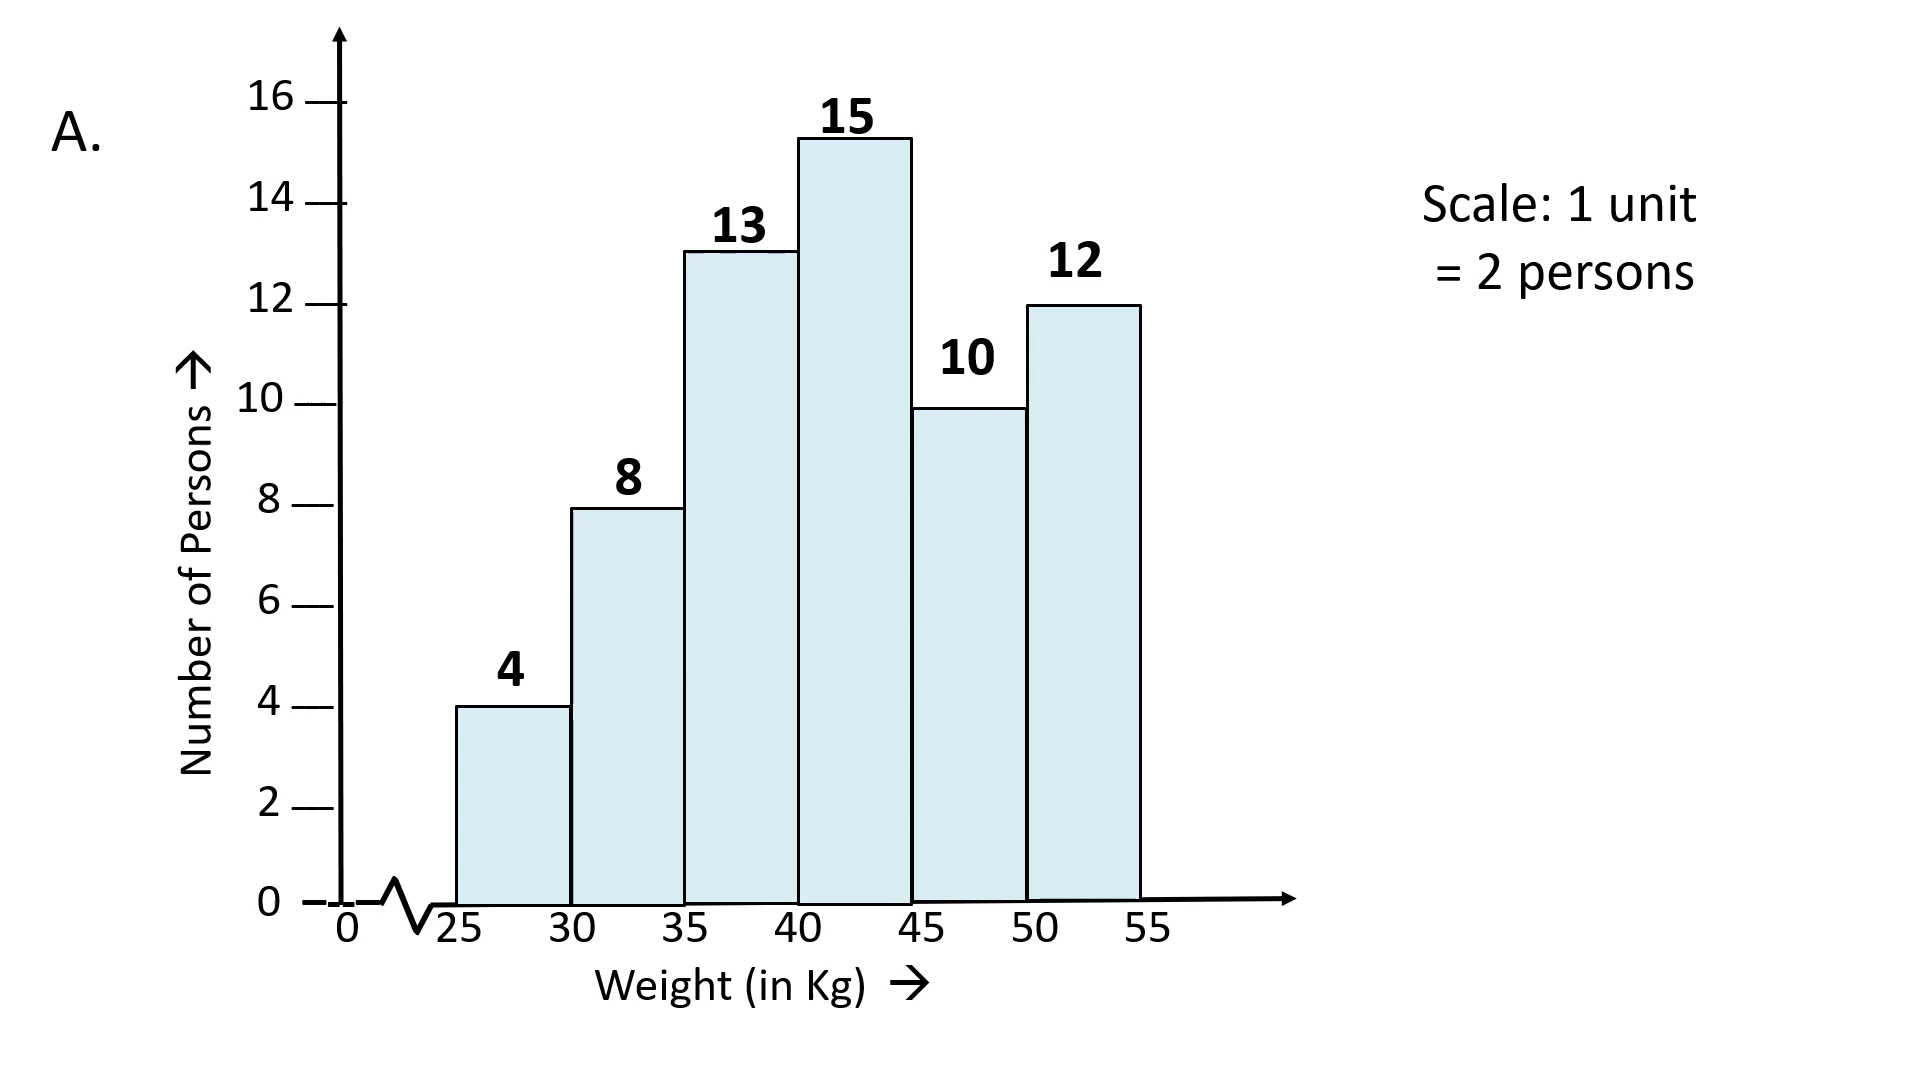 A.
Scale: 1 unit
= 2 persons
16
14
12
10
8
6
4
2
0
Number of Persons →
4
8
13
15
10
12
0 25 30 35 40 45 50 55
Weight (in Kg) →